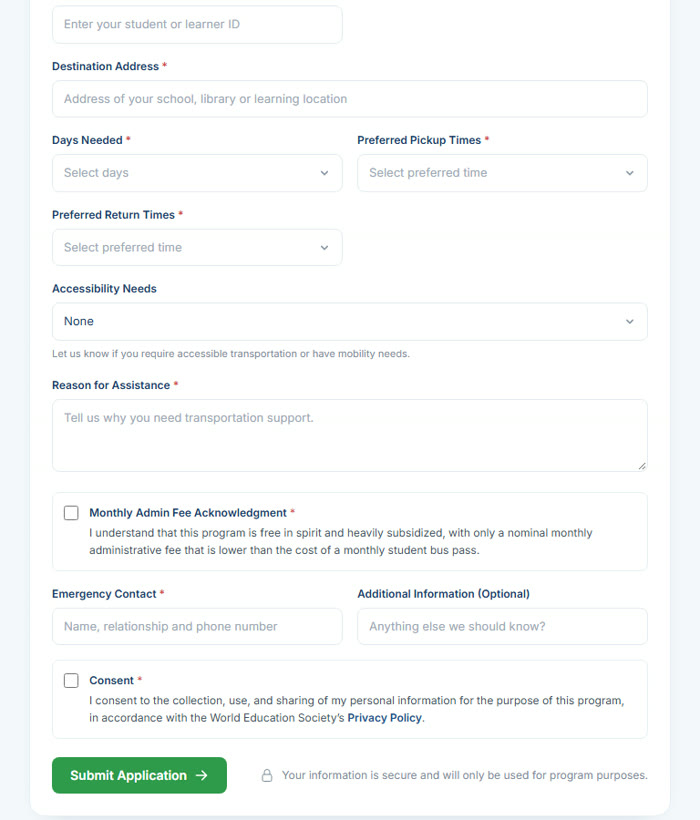 Enter your student or learner ID
Destination Address *
Address of your school, library or learning location
Days Needed *
Preferred Pickup Times *
Select days
Select preferred time
Preferred Return Times *
Select preferred time
Accessibility Needs
None
Let us know if you require accessible transportation or have mobility needs.
Reason for Assistance *
Tell us why you need transportation support.
Monthly Admin Fee Acknowledgment *
I understand that this program is free in spirit and heavily subsidized, with only a nominal monthly
administrative fee that is lower than the cost of a monthly student bus pass.
Emergency Contact *
Additional Information (Optional)
Name, relationship and phone number
Anything else we should know?
Consent *
I consent to the collection, use, and sharing of my personal information for the purpose of this program,
in accordance with the World Education Society’s Privacy Policy.
Submit Application →
Your information is secure and will only be used for program purposes.